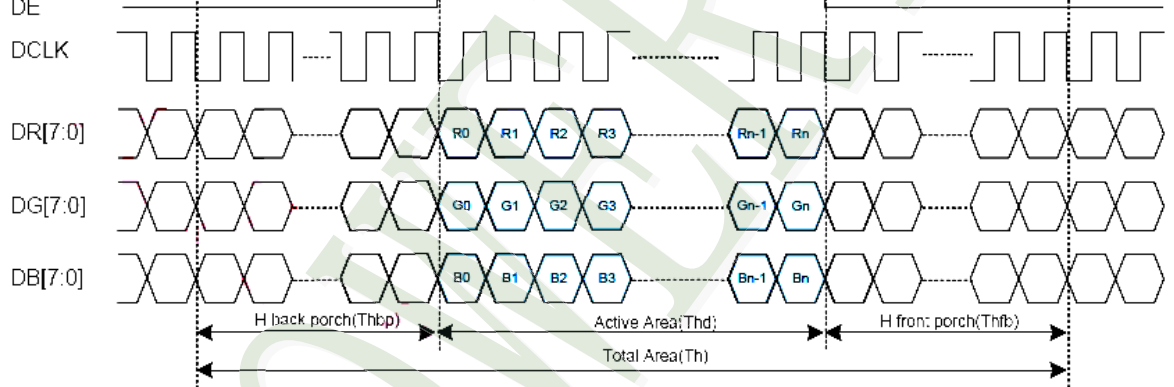 DE
DCLK
DR[7:0] R0 R1 R2 R3 Rn-1 Rn
DG[7:0] G0 G1 G2 G3 Gn-1 Gn
DB[7:0] B0 B1 B2 B3 Bn-1 Bn
H back porch(Thbp) Active Area(Thd) H front porch(Thfb)
Total Area(Th)